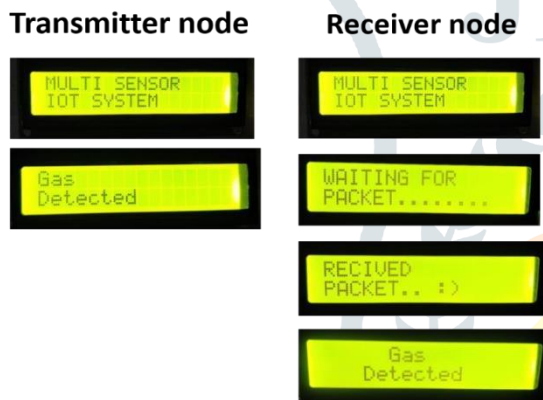 Transmitter node
MULTI SENSOR
IOT SYSTEM
Gas
Detected
Receiver node
MULTI SENSOR
IOT SYSTEM
WAITING FOR
PACKET........
RECIVED
PACKET.. :)
Gas
Detected